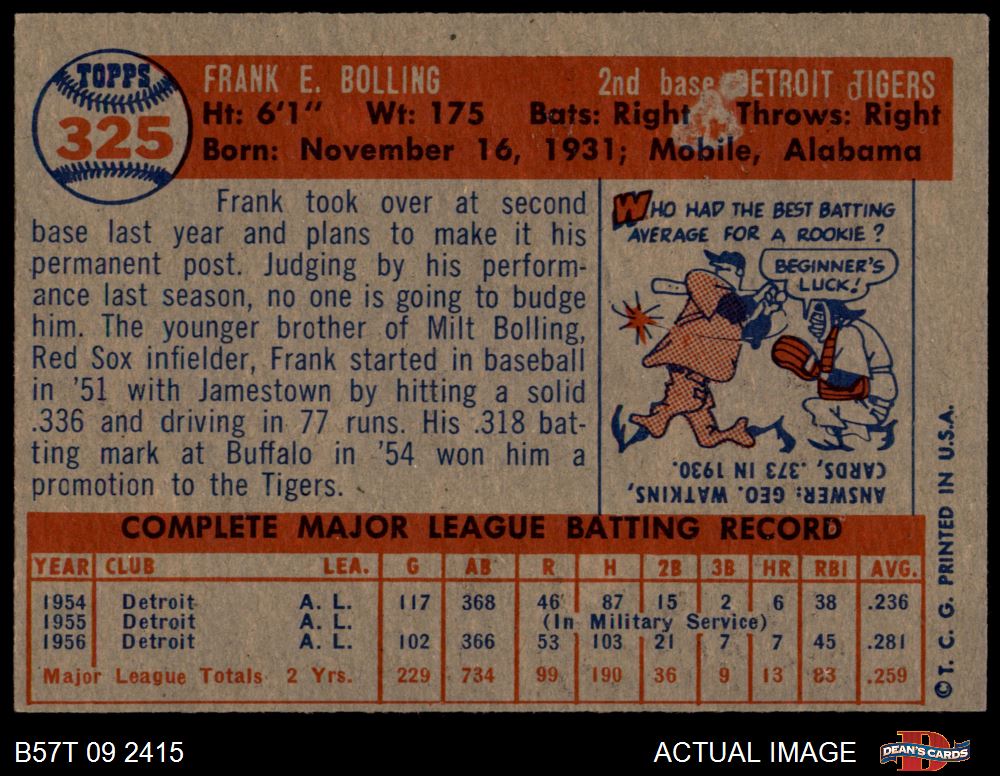 TOPPS
325
FRANK E. BOLLING 2nd base DETROIT TIGERS
Ht: 6'1" Wt: 175 Bats: Right Throws: Right
Born: November 16, 1931; Mobile, Alabama
Frank took over at second
base last year and plans to make it his
permanent post. Judging by his perform-
ance last season, no one is going to budge
him. The younger brother of Milt Bolling,
Red Sox infielder, Frank started in baseball
in '51 with Jamestown by hitting a solid
.336 and driving in 77 runs. His .318 bat-
ting mark at Buffalo in '54 won him a
promotion to the Tigers.
WHO HAD THE BEST BATTING
AVERAGE FOR A ROOKIE?
BEGINNER'S
LUCK!
ANSWER: GEO. WATKINS,
CARDS, .373 IN 1930.
COMPLETE MAJOR LEAGUE BATTING RECORD
YEAR CLUB LEA. G AB R H 2B 3B HR RBI AVG.
1954 Detroit A. L. 117 368 46 87 15 2 6 38 .236
1955 Detroit A. L. (In Military Service)
1956 Detroit A. L. 102 366 53 103 21 7 7 45 .281
Major League Totals 2 Yrs. 229 734 99 190 36 9 13 83 .259
© T. C. G. PRINTED IN U.S.A.
B57T 09 2415 ACTUAL IMAGE DEAN'S CARDS